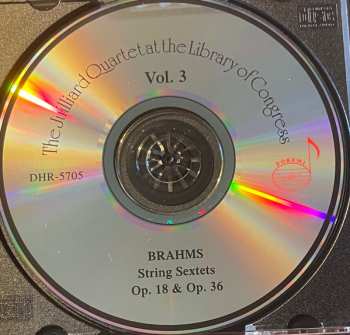 The Juilliard Quartet at the Library of Congress
Vol. 3
DHR-5705
DOREMI
BRAHMS
String Sextets
Op. 18 & Op. 36